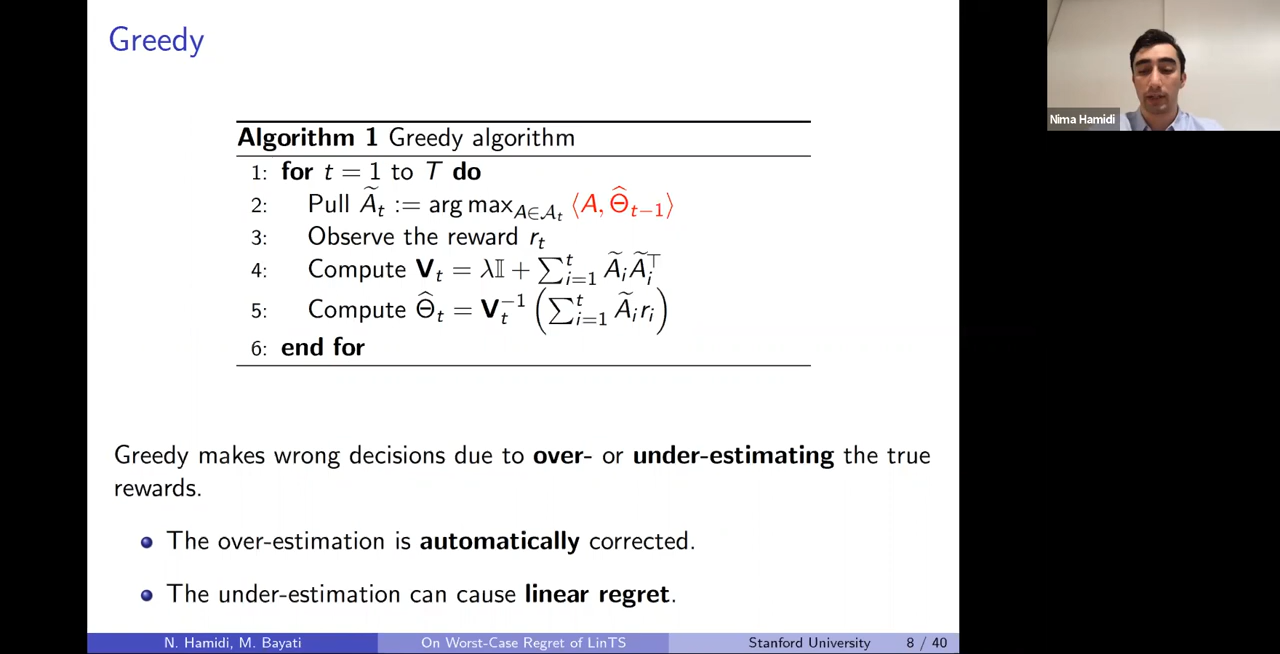 Greedy
Nima Hamidi
Algorithm 1 Greedy algorithm
1: for t = 1 to T do
2: Pull Ã_t := arg max_{A∈𝒜_t} ⟨A, Θ̂_{t−1}⟩
3: Observe the reward r_t
4: Compute V_t = λ𝕀 + ∑_{i=1}^{t} Ã_i Ã_i^⊤
5: Compute Θ̂_t = V_t^{−1} (∑_{i=1}^{t} Ã_i r_i)
6: end for
Greedy makes wrong decisions due to over- or under-estimating the true
rewards.
The over-estimation is automatically corrected.
The under-estimation can cause linear regret.
N. Hamidi, M. Bayati On Worst-Case Regret of LinTS Stanford University 8 / 40